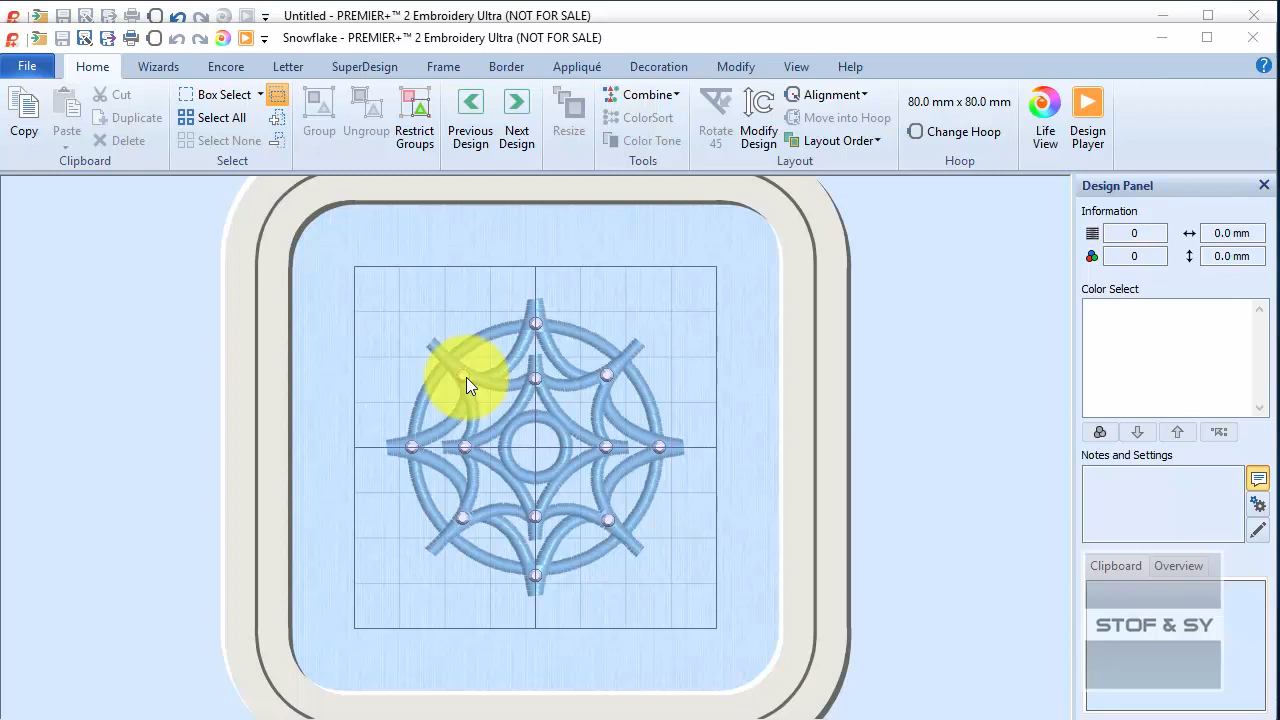 Untitled - PREMIER+™ 2 Embroidery Ultra (NOT FOR SALE)
Snowflake - PREMIER+™ 2 Embroidery Ultra (NOT FOR SALE)
File Home Wizards Encore Letter SuperDesign Frame Border Appliqué Decoration Modify View Help
Copy
Paste
Cut
Duplicate
Delete
Clipboard
Box Select
Select All
Select None
Select
Group
Ungroup
Restrict Groups
Previous Design
Next Design
Resize
Combine
ColorSort
Color Tone
Tools
Rotate 45
Modify Design
Alignment
Move into Hoop
Layout Order
Layout
80.0 mm x 80.0 mm
Change Hoop
Hoop
Life View
Design Player
Design Panel
Information
0 0.0 mm
0 0.0 mm
Color Select
Notes and Settings
Clipboard Overview
STOF & SY